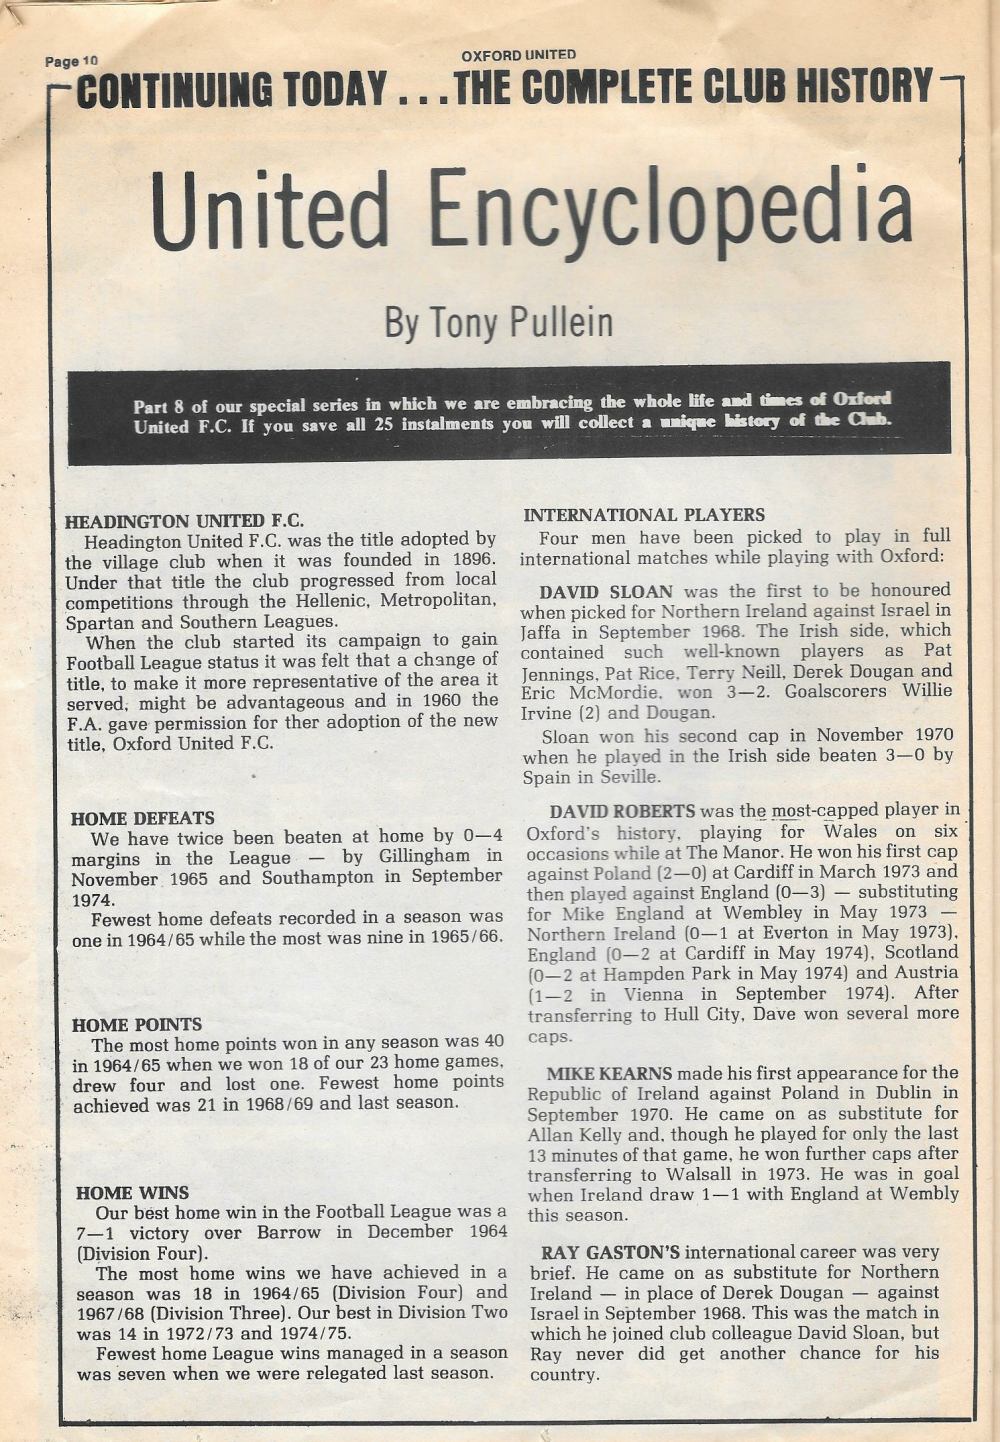 Page 10
OXFORD UNITED
CONTINUING TODAY . . . THE COMPLETE CLUB HISTORY
United Encyclopedia
By Tony Pullein
Part 8 of our special series in which we are embracing the whole life and times of Oxford
United F.C. If you save all 25 instalments you will collect a unique history of the Club.
HEADINGTON UNITED F.C.
Headington United F.C. was the title adopted by
the village club when it was founded in 1896.
Under that title the club progressed from local
competitions through the Hellenic, Metropolitan,
Spartan and Southern Leagues.
When the club started its campaign to gain
Football League status it was felt that a change of
title, to make it more representative of the area it
served, might be advantageous and in 1960 the
F.A. gave permission for ther adoption of the new
title, Oxford United F.C.
HOME DEFEATS
We have twice been beaten at home by 0—4
margins in the League — by Gillingham in
November 1965 and Southampton in September
1974.
Fewest home defeats recorded in a season was
one in 1964/65 while the most was nine in 1965/66.
HOME POINTS
The most home points won in any season was 40
in 1964/65 when we won 18 of our 23 home games,
drew four and lost one. Fewest home points
achieved was 21 in 1968/69 and last season.
HOME WINS
Our best home win in the Football League was a
7—1 victory over Barrow in December 1964
(Division Four).
The most home wins we have achieved in a
season was 18 in 1964/65 (Division Four) and
1967/68 (Division Three). Our best in Division Two
was 14 in 1972/73 and 1974/75.
Fewest home League wins managed in a season
was seven when we were relegated last season.
INTERNATIONAL PLAYERS
Four men have been picked to play in full
international matches while playing with Oxford:
DAVID SLOAN was the first to be honoured
when picked for Northern Ireland against Israel in
Jaffa in September 1968. The Irish side, which
contained such well-known players as Pat
Jennings, Pat Rice, Terry Neill, Derek Dougan and
Eric McMordie, won 3—2. Goalscorers Willie
Irvine (2) and Dougan.
Sloan won his second cap in November 1970
when he played in the Irish side beaten 3—0 by
Spain in Seville.
DAVID ROBERTS was the most-capped player in
Oxford's history, playing for Wales on six
occasions while at The Manor. He won his first cap
against Poland (2—0) at Cardiff in March 1973 and
then played against England (0—3) — substituting
for Mike England at Wembley in May 1973 —
Northern Ireland (0—1 at Everton in May 1973),
England (0—2 at Cardiff in May 1974), Scotland
(0—2 at Hampden Park in May 1974) and Austria
(1—2 in Vienna in September 1974). After
transferring to Hull City, Dave won several more
caps.
MIKE KEARNS made his first appearance for the
Republic of Ireland against Poland in Dublin in
September 1970. He came on as substitute for
Allan Kelly and, though he played for only the last
13 minutes of that game, he won further caps after
transferring to Walsall in 1973. He was in goal
when Ireland draw 1—1 with England at Wembly
this season.
RAY GASTON'S international career was very
brief. He came on as substitute for Northern
Ireland — in place of Derek Dougan — against
Israel in September 1968. This was the match in
which he joined club colleague David Sloan, but
Ray never did get another chance for his
country.